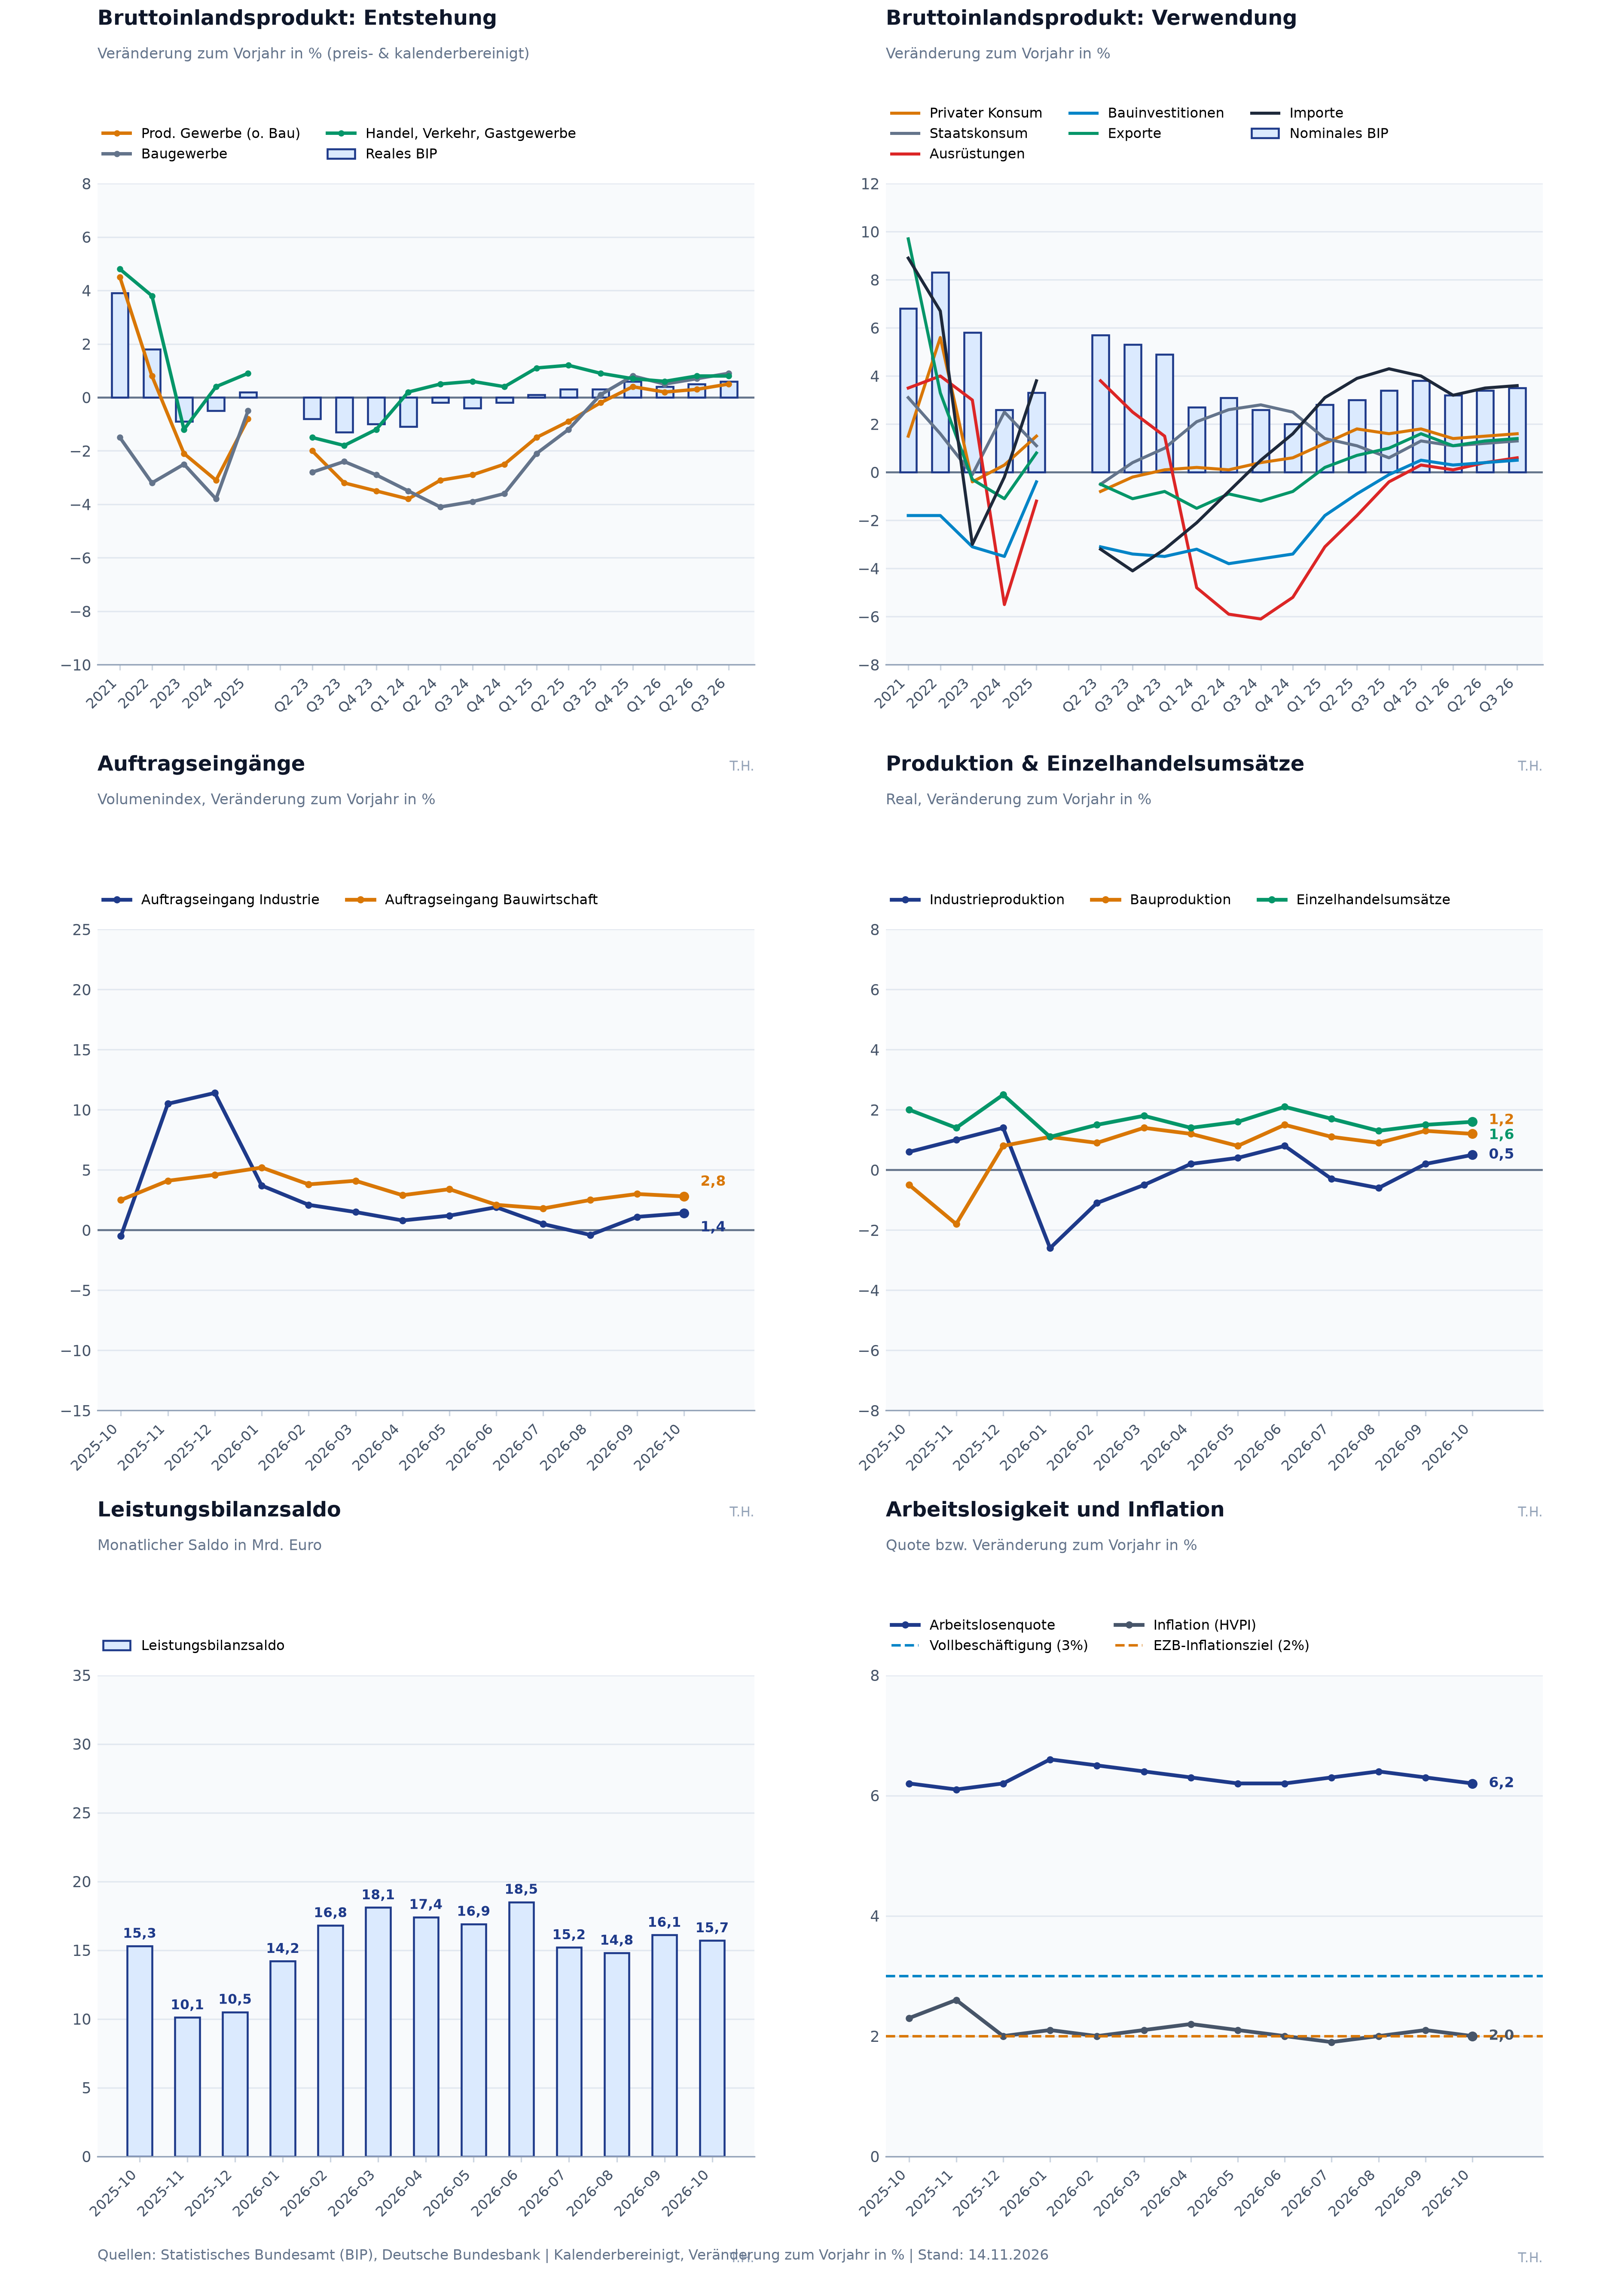 Bruttoinlandsprodukt: Entstehung
Veränderung zum Vorjahr in % (preis- & kalenderbereinigt)
Prod. Gewerbe (o. Bau)
Handel, Verkehr, Gastgewerbe
Baugewerbe
Reales BIP
8
6
4
2
0
−2
−4
−6
−8
−10
2021
2022
2023
2024
2025
Q2 23
Q3 23
Q4 23
Q1 24
Q2 24
Q3 24
Q4 24
Q1 25
Q2 25
Q3 25
Q4 25
Q1 26
Q2 26
Q3 26
T.H.
Bruttoinlandsprodukt: Verwendung
Veränderung zum Vorjahr in %
Privater Konsum
Bauinvestitionen
Importe
Staatskonsum
Exporte
Nominales BIP
Ausrüstungen
12
10
8
6
4
2
0
−2
−4
−6
−8
2021
2022
2023
2024
2025
Q2 23
Q3 23
Q4 23
Q1 24
Q2 24
Q3 24
Q4 24
Q1 25
Q2 25
Q3 25
Q4 25
Q1 26
Q2 26
Q3 26
T.H.
Auftragseingänge
Volumenindex, Veränderung zum Vorjahr in %
Auftragseingang Industrie
Auftragseingang Bauwirtschaft
25
20
15
10
5
0
−5
−10
−15
2,8
1,4
2025-10
2025-11
2025-12
2026-01
2026-02
2026-03
2026-04
2026-05
2026-06
2026-07
2026-08
2026-09
2026-10
T.H.
Produktion & Einzelhandelsumsätze
Real, Veränderung zum Vorjahr in %
Industrieproduktion
Bauproduktion
Einzelhandelsumsätze
8
6
4
2
0
−2
−4
−6
−8
1,2
1,6
0,5
2025-10
2025-11
2025-12
2026-01
2026-02
2026-03
2026-04
2026-05
2026-06
2026-07
2026-08
2026-09
2026-10
T.H.
Leistungsbilanzsaldo
Monatlicher Saldo in Mrd. Euro
Leistungsbilanzsaldo
35
30
25
20
15
10
5
0
15,3
10,1
10,5
14,2
16,8
18,1
17,4
16,9
18,5
15,2
14,8
16,1
15,7
2025-10
2025-11
2025-12
2026-01
2026-02
2026-03
2026-04
2026-05
2026-06
2026-07
2026-08
2026-09
2026-10
T.H.
Arbeitslosigkeit und Inflation
Quote bzw. Veränderung zum Vorjahr in %
Arbeitslosenquote
Inflation (HVPI)
Vollbeschäftigung (3%)
EZB-Inflationsziel (2%)
8
6
4
2
0
6,2
2,0
2025-10
2025-11
2025-12
2026-01
2026-02
2026-03
2026-04
2026-05
2026-06
2026-07
2026-08
2026-09
2026-10
T.H.
Quellen: Statistisches Bundesamt (BIP), Deutsche Bundesbank | Kalenderbereinigt, Veränderung zum Vorjahr in % | Stand: 14.11.2026